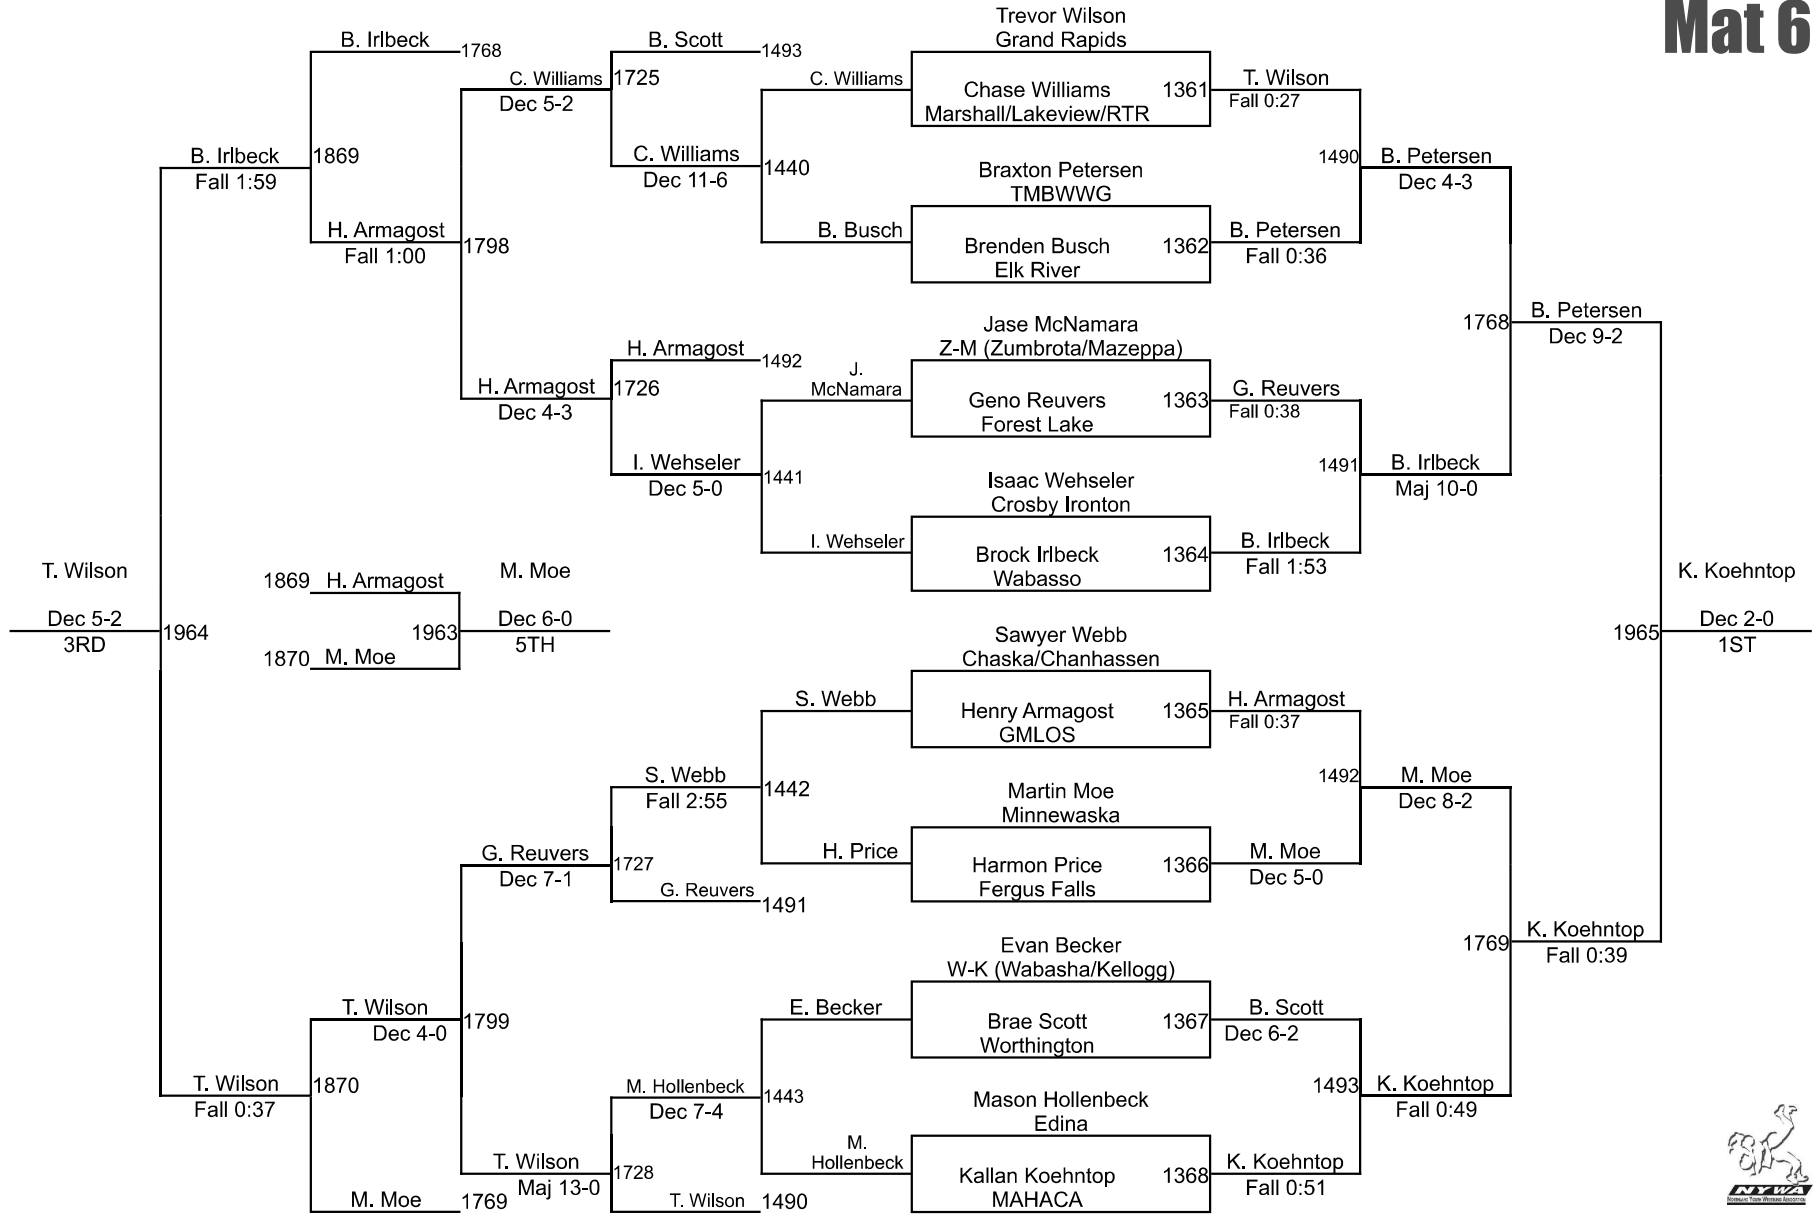 Mat 6
Trevor Wilson
Grand Rapids
Chase Williams
Marshall/Lakeview/RTR
1361
T. Wilson
Fall 0:27
Braxton Petersen
TMBWWG
Brenden Busch
Elk River
1362
B. Petersen
Fall 0:36
1490
B. Petersen
Dec 4-3
Jase McNamara
Z-M (Zumbrota/Mazeppa)
Geno Reuvers
Forest Lake
1363
G. Reuvers
Fall 0:38
Isaac Wehseler
Crosby Ironton
Brock Irlbeck
Wabasso
1364
B. Irlbeck
Fall 1:53
1491
B. Irlbeck
Maj 10-0
1768
B. Petersen
Dec 9-2
Sawyer Webb
Chaska/Chanhassen
Henry Armagost
GMLOS
1365
H. Armagost
Fall 0:37
Martin Moe
Minnewaska
Harmon Price
Fergus Falls
1366
M. Moe
Dec 5-0
1492
M. Moe
Dec 8-2
Evan Becker
W-K (Wabasha/Kellogg)
Brae Scott
Worthington
1367
B. Scott
Dec 6-2
Mason Hollenbeck
Edina
Kallan Koehntop
MAHACA
1368
K. Koehntop
Fall 0:51
1493
K. Koehntop
Fall 0:49
1769
K. Koehntop
Fall 0:39
1965
K. Koehntop
Dec 2-0
1ST
C. Williams
B. Busch
1440
C. Williams
Dec 11-6
B. Scott
1493
1725
C. Williams
Dec 5-2
J.
McNamara
I. Wehseler
1441
I. Wehseler
Dec 5-0
H. Armagost
1492
1726
H. Armagost
Dec 4-3
1798
H. Armagost
Fall 1:00
B. Irlbeck
1768
1869
B. Irlbeck
Fall 1:59
S. Webb
H. Price
1442
S. Webb
Fall 2:55
G. Reuvers
1491
1727
G. Reuvers
Dec 7-1
E. Becker
M.
Hollenbeck
1443
M. Hollenbeck
Dec 7-4
T. Wilson
1490
1728
T. Wilson
Maj 13-0
1799
T. Wilson
Dec 4-0
M. Moe
1769
1870
T. Wilson
Fall 0:37
1964
T. Wilson
Dec 5-2
3RD
1869
H. Armagost
1870
M. Moe
1963
M. Moe
Dec 6-0
5TH
NYWA
Northland Youth Wrestling Association